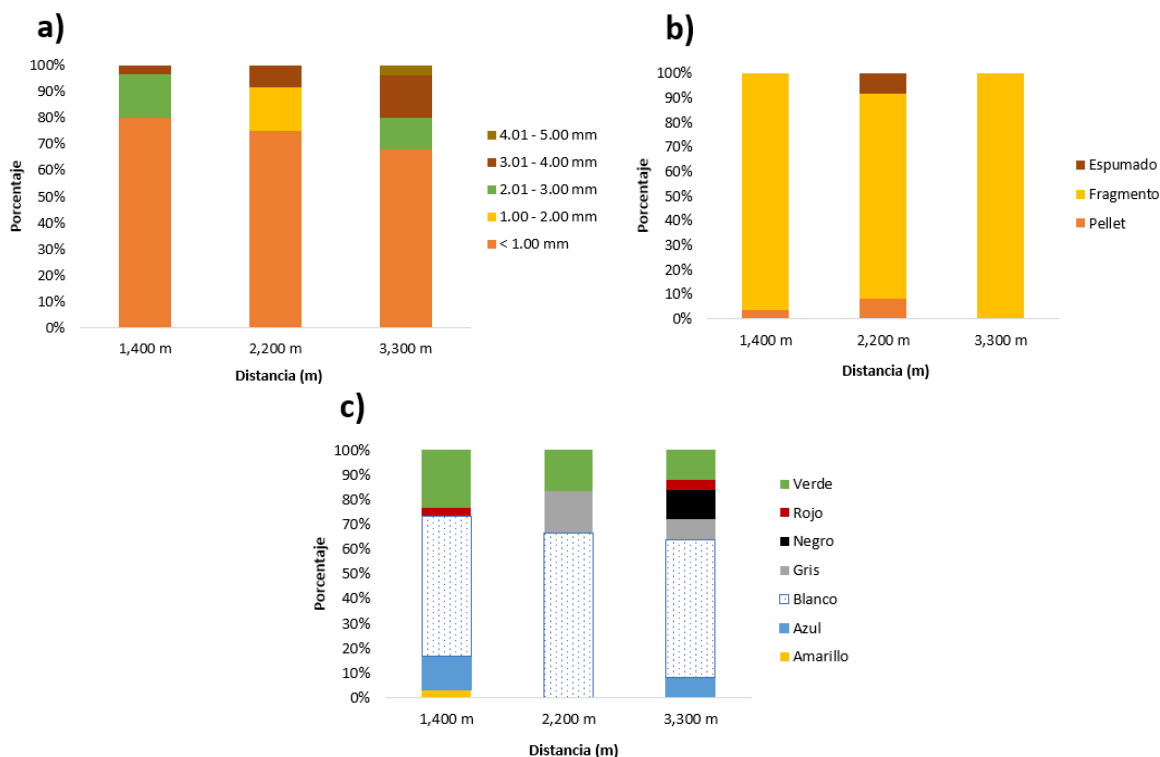 a)
100%
90%
80%
70%
60%
50%
40%
30%
20%
10%
0%
Porcentaje
1,400 m 2,200 m 3,300 m
Distancia (m)
4.01 - 5.00 mm
3.01 - 4.00 mm
2.01 - 3.00 mm
1.00 - 2.00 mm
< 1.00 mm
b)
100%
90%
80%
70%
60%
50%
40%
30%
20%
10%
0%
Porcentaje
1,400 m 2,200 m 3,300 m
Distancia (m)
Espumado
Fragmento
Pellet
c)
100%
90%
80%
70%
60%
50%
40%
30%
20%
10%
0%
Porcentaje
1,400 m 2,200 m 3,300 m
Distancia (m)
Verde
Rojo
Negro
Gris
Blanco
Azul
Amarillo